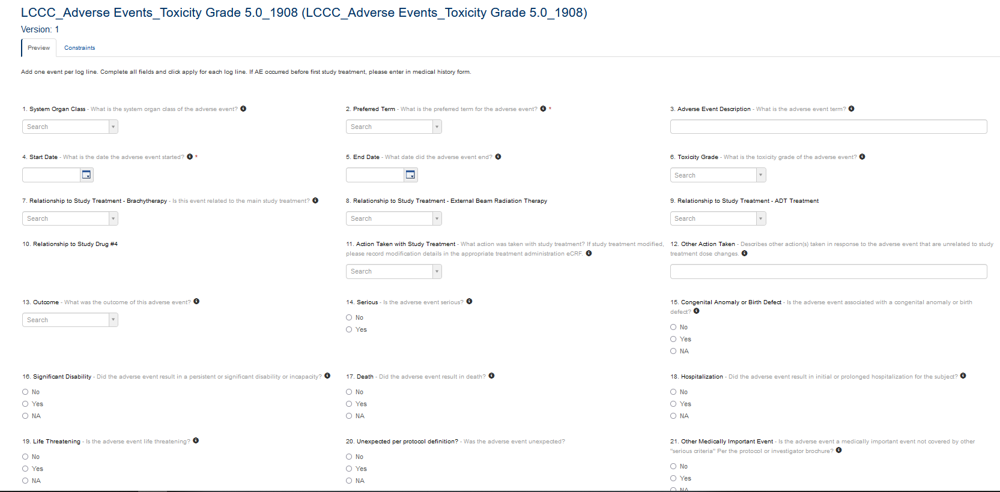 LCCC_Adverse Events_Toxicity Grade 5.0_1908 (LCCC_Adverse Events_Toxicity Grade 5.0_1908)
Version: 1
Preview Constraints
Add one event per log line. Complete all fields and click apply for each log line. If AE occurred before first study treatment, please enter in medical history form.
1. System Organ Class - What is the system organ class of the adverse event?
Search
2. Preferred Term - What is the preferred term for the adverse event? *
Search
3. Adverse Event Description - What is the adverse event term?
4. Start Date - What is the date the adverse event started? *
5. End Date - What date did the adverse event end?
6. Toxicity Grade - What is the toxicity grade of the adverse event?
Search
7. Relationship to Study Treatment - Brachytherapy - Is this event related to the main study treatment?
Search
8. Relationship to Study Treatment - External Beam Radiation Therapy
Search
9. Relationship to Study Treatment - ADT Treatment
Search
10. Relationship to Study Drug #4
11. Action Taken with Study Treatment - What action was taken with study treatment? If study treatment modified,
please record modification details in the appropriate treatment administration eCRF.
Search
12. Other Action Taken - Describes other action(s) taken in response to the adverse event that are unrelated to study
treatment dose changes.
13. Outcome - What was the outcome of this adverse event?
Search
14. Serious - Is the adverse event serious?
No
Yes
15. Congenital Anomaly or Birth Defect - Is the adverse event associated with a congenital anomaly or birth
defect?
No
Yes
NA
16. Significant Disability - Did the adverse event result in a persistent or significant disability or incapacity?
No
Yes
NA
17. Death - Did the adverse event result in death?
No
Yes
NA
18. Hospitalization - Did the adverse event result in initial or prolonged hospitalization for the subject?
No
Yes
NA
19. Life Threatening - Is the adverse event life threatening?
No
Yes
NA
20. Unexpected per protocol definition? - Was the adverse event unexpected?
No
Yes
NA
21. Other Medically Important Event - Is the adverse event a medically important event not covered by other
"serious criteria" Per the protocol or investigator brochure?
No
Yes
NA